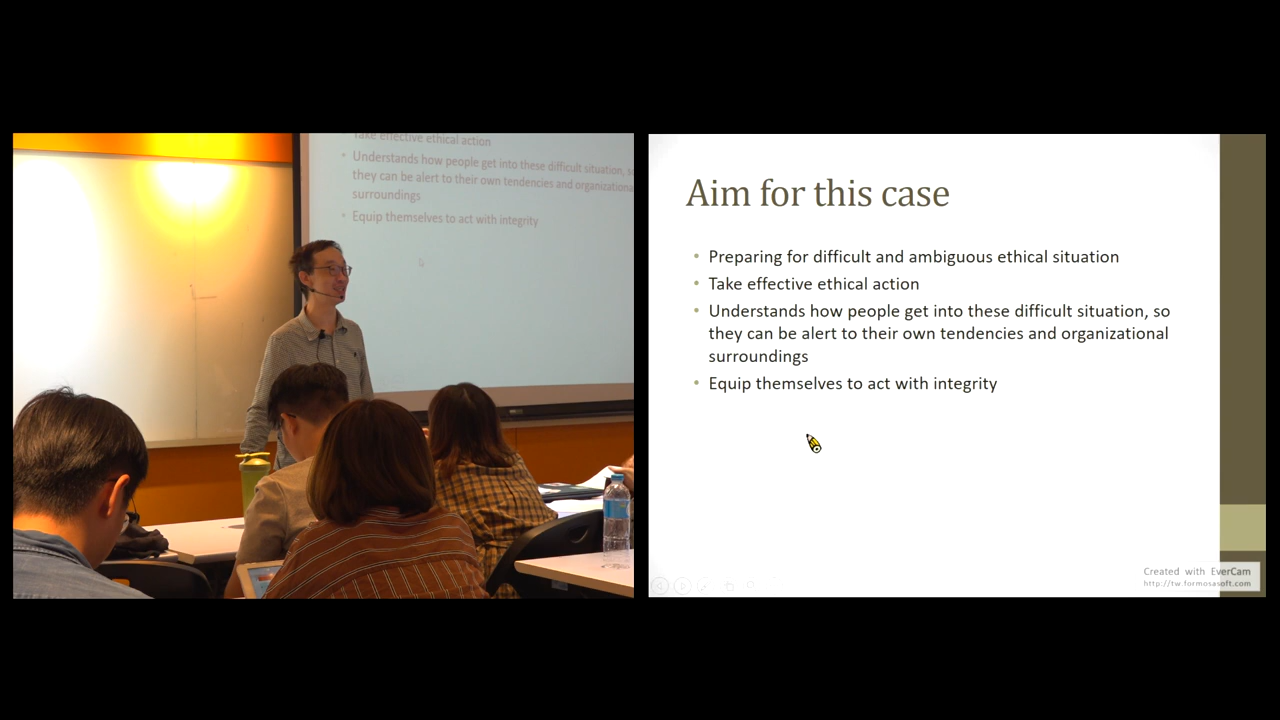 Take effective ethical action
• Understands how people get into these difficult situation, so
they can be alert to their own tendencies and organizational
surroundings
• Equip themselves to act with integrity
Aim for this case
• Preparing for difficult and ambiguous ethical situation
• Take effective ethical action
• Understands how people get into these difficult situation, so
they can be alert to their own tendencies and organizational
surroundings
• Equip themselves to act with integrity
Created with EverCam
http://tw.formosasoft.com